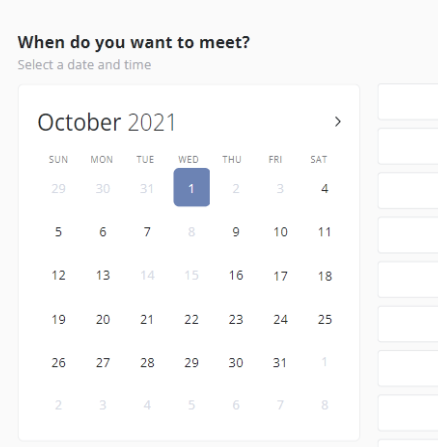 When do you want to meet?
Select a date and time
October 2021
SUN MON TUE WED THU FRI SAT
29 30 31 1 2 3 4
5 6 7 8 9 10 11
12 13 14 15 16 17 18
19 20 21 22 23 24 25
26 27 28 29 30 31 1
2 3 4 5 6 7 8